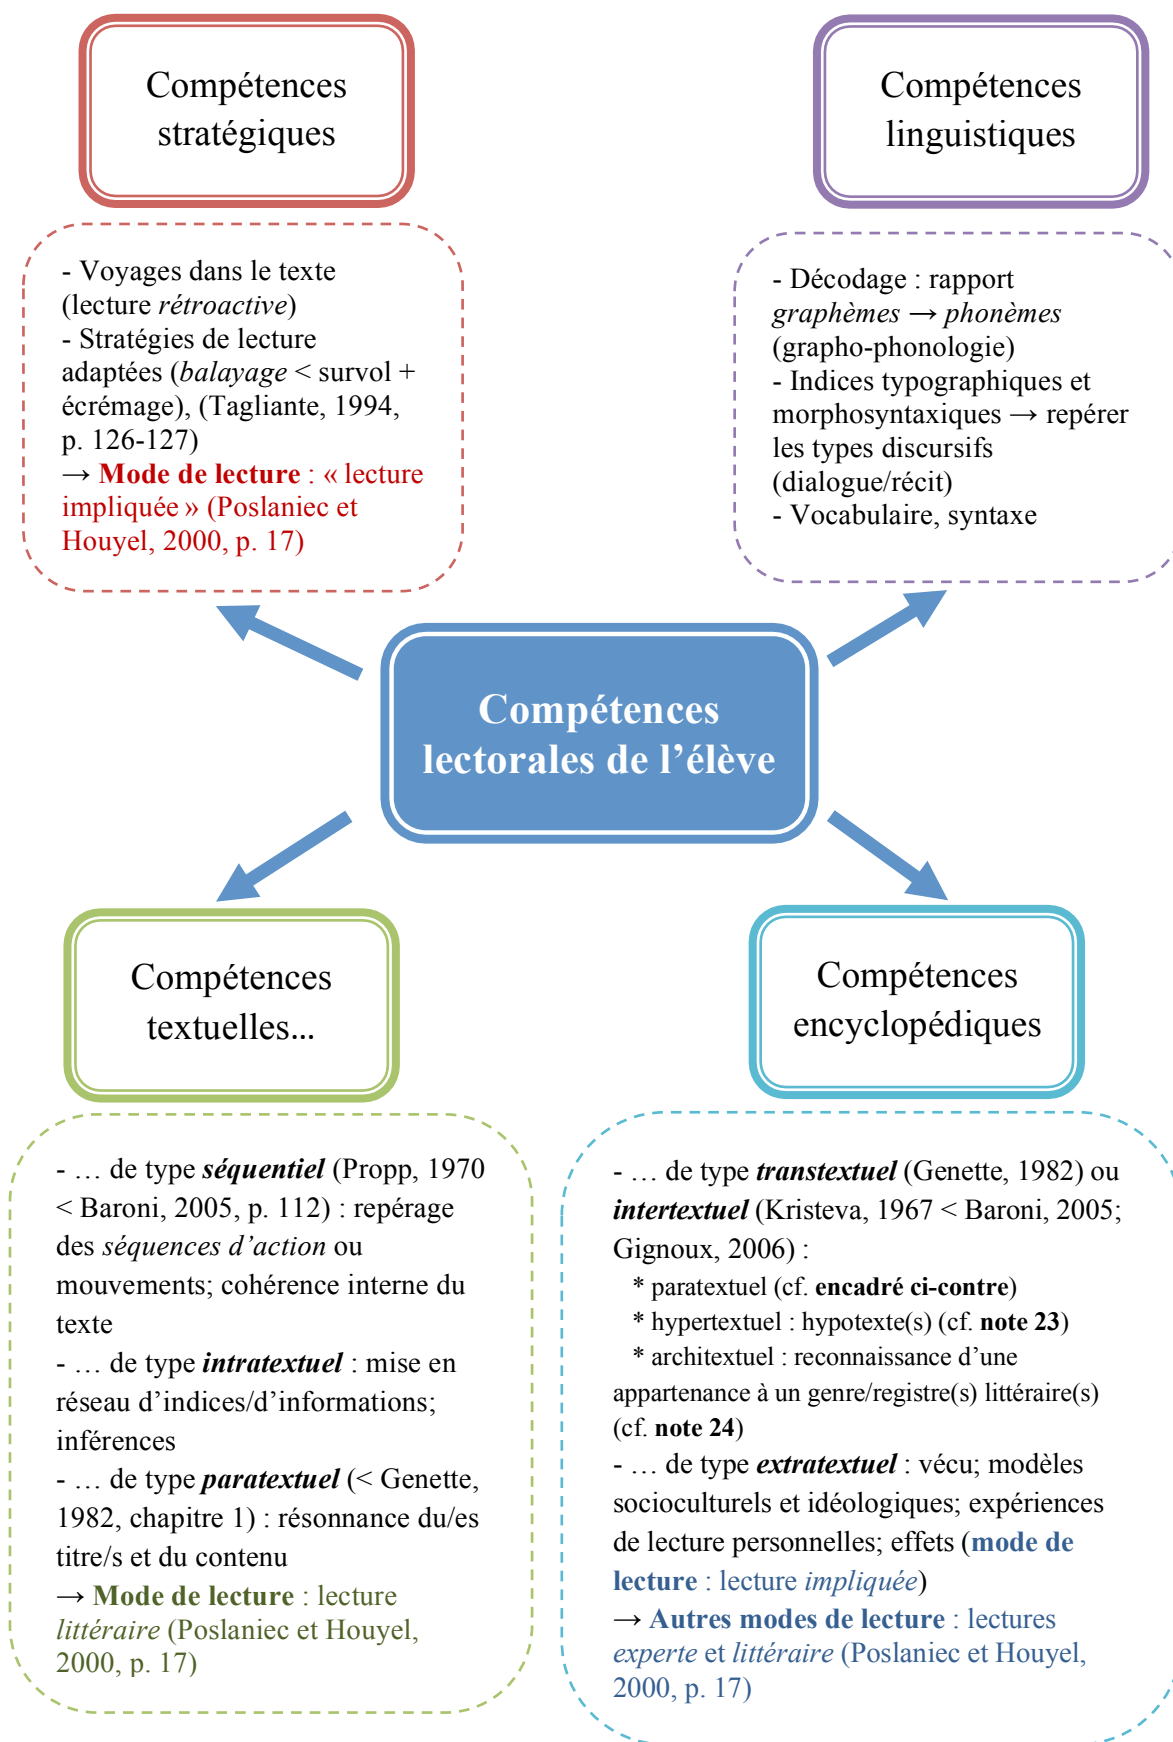 Compétences
stratégiques
- Voyages dans le texte
(lecture rétroactive)
- Stratégies de lecture
adaptées (balayage < survol +
écrémage), (Tagliante, 1994,
p. 126-127)
→ Mode de lecture : « lecture
impliquée » (Poslaniec et
Houyel, 2000, p. 17)
Compétences
linguistiques
- Décodage : rapport
graphèmes → phonèmes
(grapho-phonologie)
- Indices typographiques et
morphosyntaxiques → repérer
les types discursifs
(dialogue/récit)
- Vocabulaire, syntaxe
Compétences
lectorales de l’élève
Compétences
textuelles...
- … de type séquentiel (Propp, 1970
< Baroni, 2005, p. 112) : repérage
des séquences d’action ou
mouvements; cohérence interne du
texte
- … de type intratextuel : mise en
réseau d’indices/d’informations;
inférences
- … de type paratextuel (< Genette,
1982, chapitre 1) : résonnance du/es
titre/s et du contenu
→ Mode de lecture : lecture
littéraire (Poslaniec et Houyel,
2000, p. 17)
Compétences
encyclopédiques
- … de type transtextuel (Genette, 1982) ou
intertextuel (Kristeva, 1967 < Baroni, 2005;
Gignoux, 2006) :
* paratextuel (cf. encadré ci-contre)
* hypertextuel : hypotexte(s) (cf. note 23)
* architextuel : reconnaissance d’une
appartenance à un genre/registre(s) littéraire(s)
(cf. note 24)
- … de type extratextuel : vécu; modèles
socioculturels et idéologiques; expériences
de lecture personnelles; effets (mode de
lecture : lecture impliquée)
→ Autres modes de lecture : lectures
experte et littéraire (Poslaniec et Houyel,
2000, p. 17)